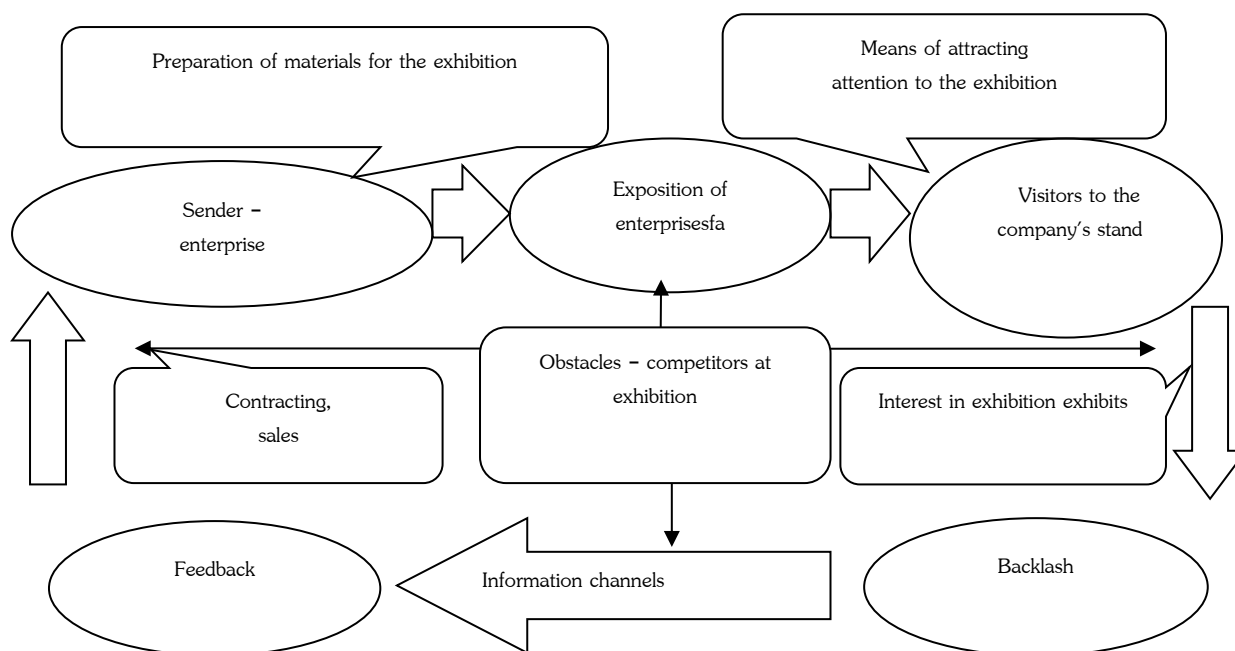 Preparation of materials for the exhibition
Means of attracting
attention to the exhibition
Sender –
enterprise
Exposition of
enterprisesfa
Visitors to the
company's stand
Contracting,
sales
Obstacles – competitors at
exhibition
Interest in exhibition exhibits
Feedback
Information channels
Backlash